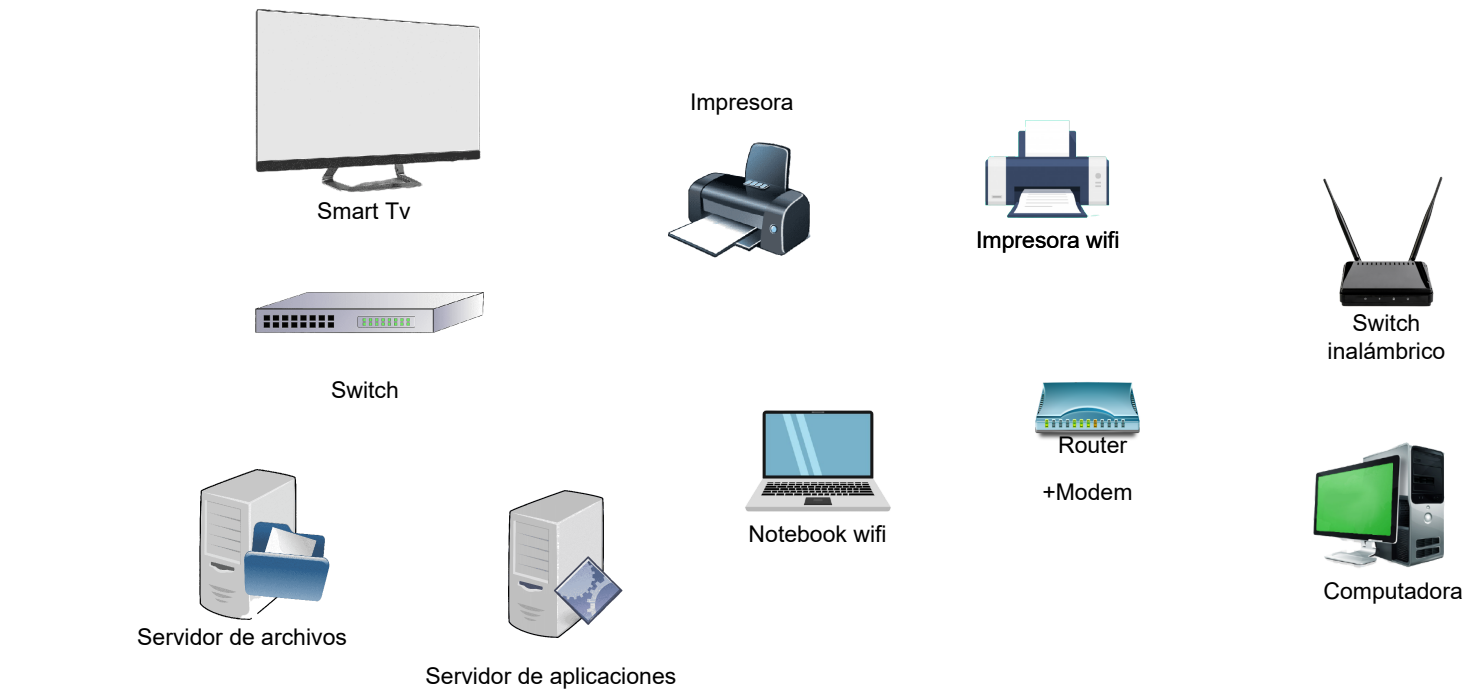 Impresora
Smart Tv
Impresora wifi
Switch
inalámbrico
Switch
Router
+Modem
Notebook wifi
Computadora
Servidor de archivos
Servidor de aplicaciones